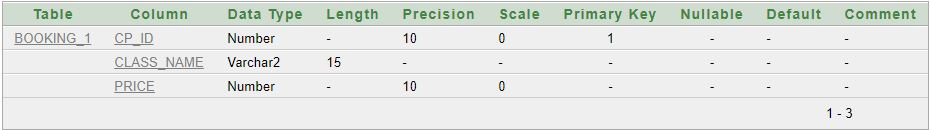 Table Column Data Type Length Precision Scale Primary Key Nullable Default Comment
BOOKING_1 CP_ID Number - 10 0 1 - - -
CLASS_NAME Varchar2 15 - - - - - -
PRICE Number - 10 0 - - - -
1 - 3